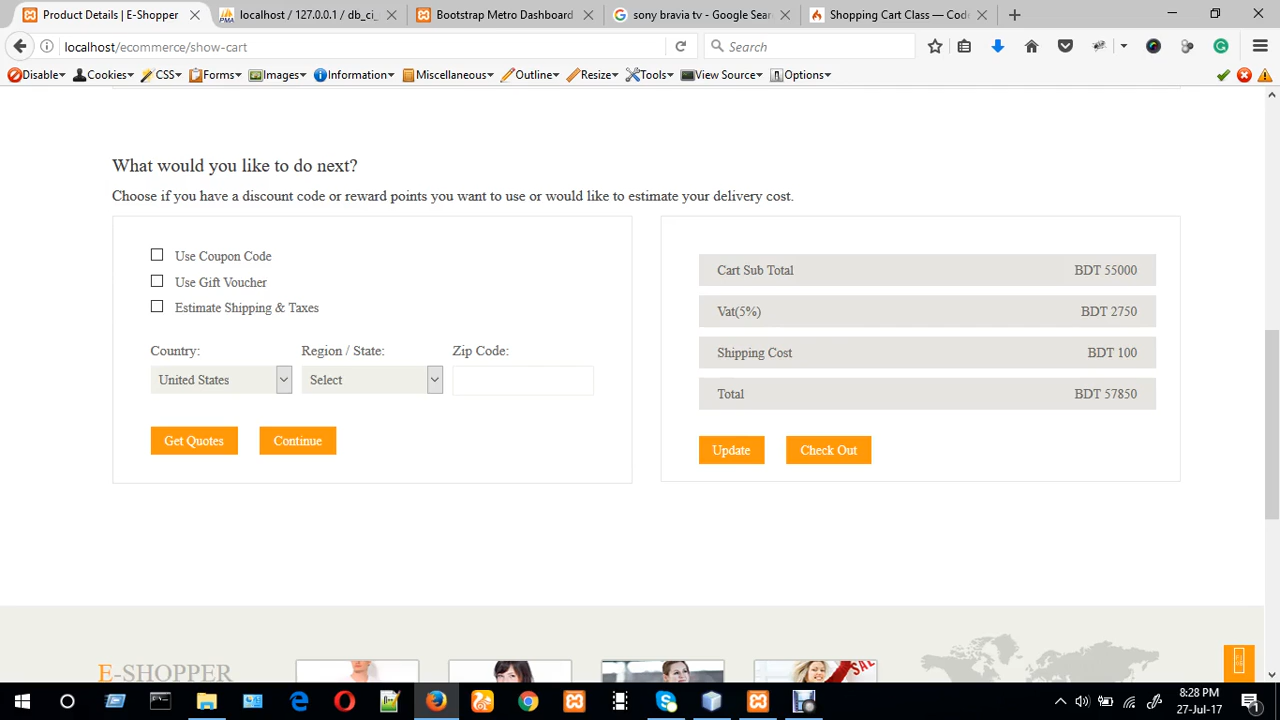 Product Details | E-Shopper
localhost / 127.0.0.1 / db_ci_
Bootstrap Metro Dashboard
sony bravia tv - Google Sear
Shopping Cart Class — Code
localhost/ecommerce/show-cart
Search
Disable Cookies CSS Forms Images Information Miscellaneous Outline Resize Tools View Source Options
What would you like to do next?
Choose if you have a discount code or reward points you want to use or would like to estimate your delivery cost.
Use Coupon Code
Use Gift Voucher
Estimate Shipping & Taxes
Country: Region / State: Zip Code:
United States Select
Get Quotes Continue
Cart Sub Total BDT 55000
Vat(5%) BDT 2750
Shipping Cost BDT 100
Total BDT 57850
Update Check Out
E-SHOPPER
SALE
8:28 PM
27-Jul-17